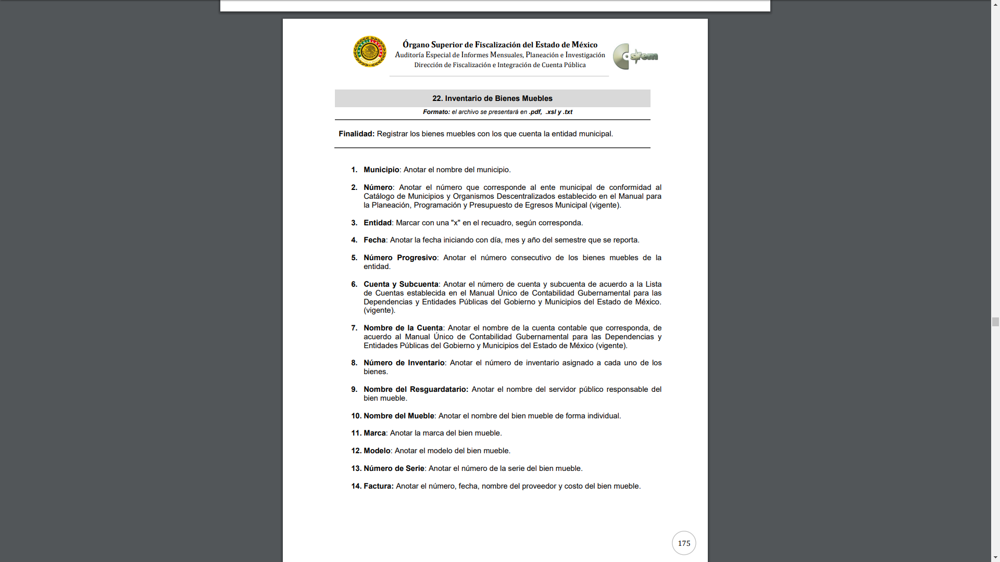 Órgano Superior de Fiscalización del Estado de México
Auditoría Especial de Informes Mensuales, Planeación e Investigación
Dirección de Fiscalización e Integración de Cuenta Pública
osfem
22. Inventario de Bienes Muebles
Formato: el archivo se presentará en .pdf, .xsl y .txt
Finalidad: Registrar los bienes muebles con los que cuenta la entidad municipal.
1. Municipio: Anotar el nombre del municipio.
2. Número: Anotar el número que corresponde al ente municipal de conformidad al
Catálogo de Municipios y Organismos Descentralizados establecido en el Manual para
la Planeación, Programación y Presupuesto de Egresos Municipal (vigente).
3. Entidad: Marcar con una "x" en el recuadro, según corresponda.
4. Fecha: Anotar la fecha iniciando con día, mes y año del semestre que se reporta.
5. Número Progresivo: Anotar el número consecutivo de los bienes muebles de la
entidad.
6. Cuenta y Subcuenta: Anotar el número de cuenta y subcuenta de acuerdo a la Lista
de Cuentas establecida en el Manual Único de Contabilidad Gubernamental para las
Dependencias y Entidades Públicas del Gobierno y Municipios del Estado de México.
(vigente).
7. Nombre de la Cuenta: Anotar el nombre de la cuenta contable que corresponda, de
acuerdo al Manual Único de Contabilidad Gubernamental para las Dependencias y
Entidades Públicas del Gobierno y Municipios del Estado de México (vigente).
8. Número de Inventario: Anotar el número de inventario asignado a cada uno de los
bienes.
9. Nombre del Resguardatario: Anotar el nombre del servidor público responsable del
bien mueble.
10. Nombre del Mueble: Anotar el nombre del bien mueble de forma individual.
11. Marca: Anotar la marca del bien mueble.
12. Modelo: Anotar el modelo del bien mueble.
13. Número de Serie: Anotar el número de la serie del bien mueble.
14. Factura: Anotar el número, fecha, nombre del proveedor y costo del bien mueble.
175